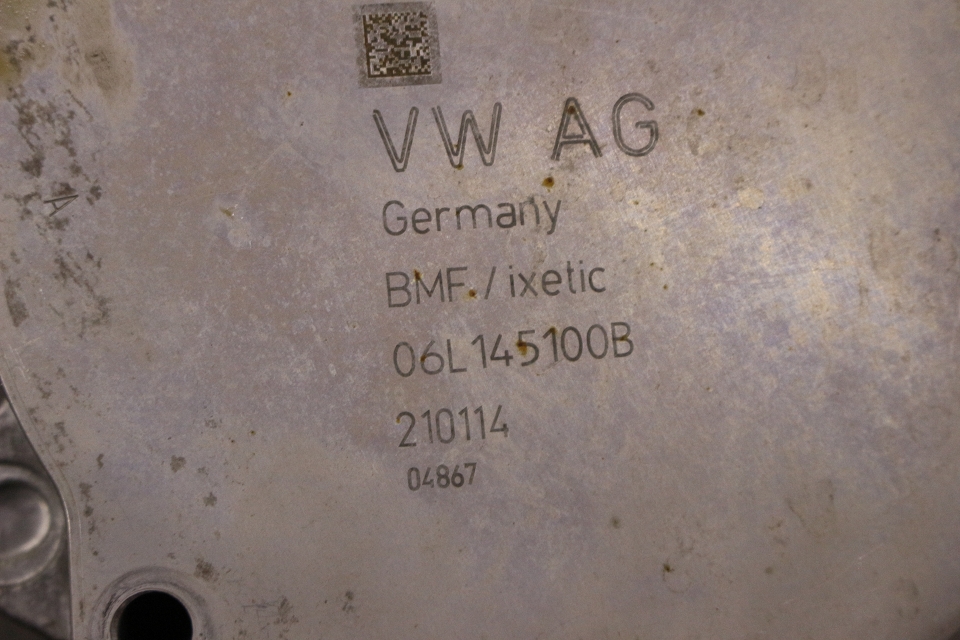 VW AG
Germany
BMF / ixetic
06L145100B
210114
04867